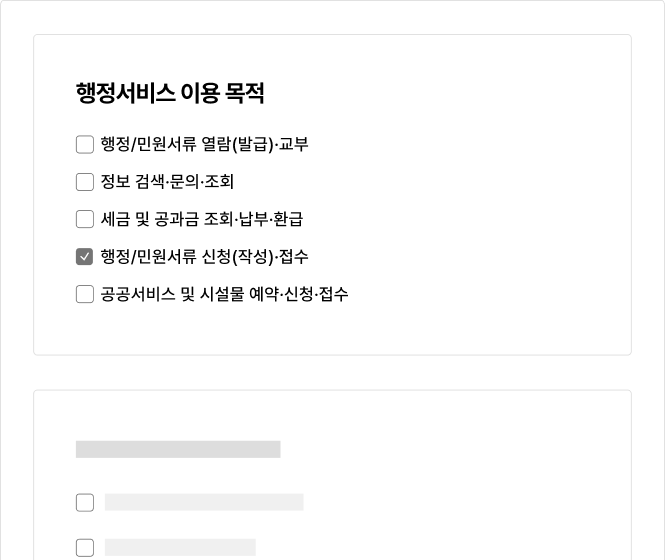 행정서비스 이용 목적
행정/민원서류 열람(발급)·교부
정보 검색·문의·조회
세금 및 공과금 조회·납부·환급
행정/민원서류 신청(작성)·접수
공공서비스 및 시설물 예약·신청·접수